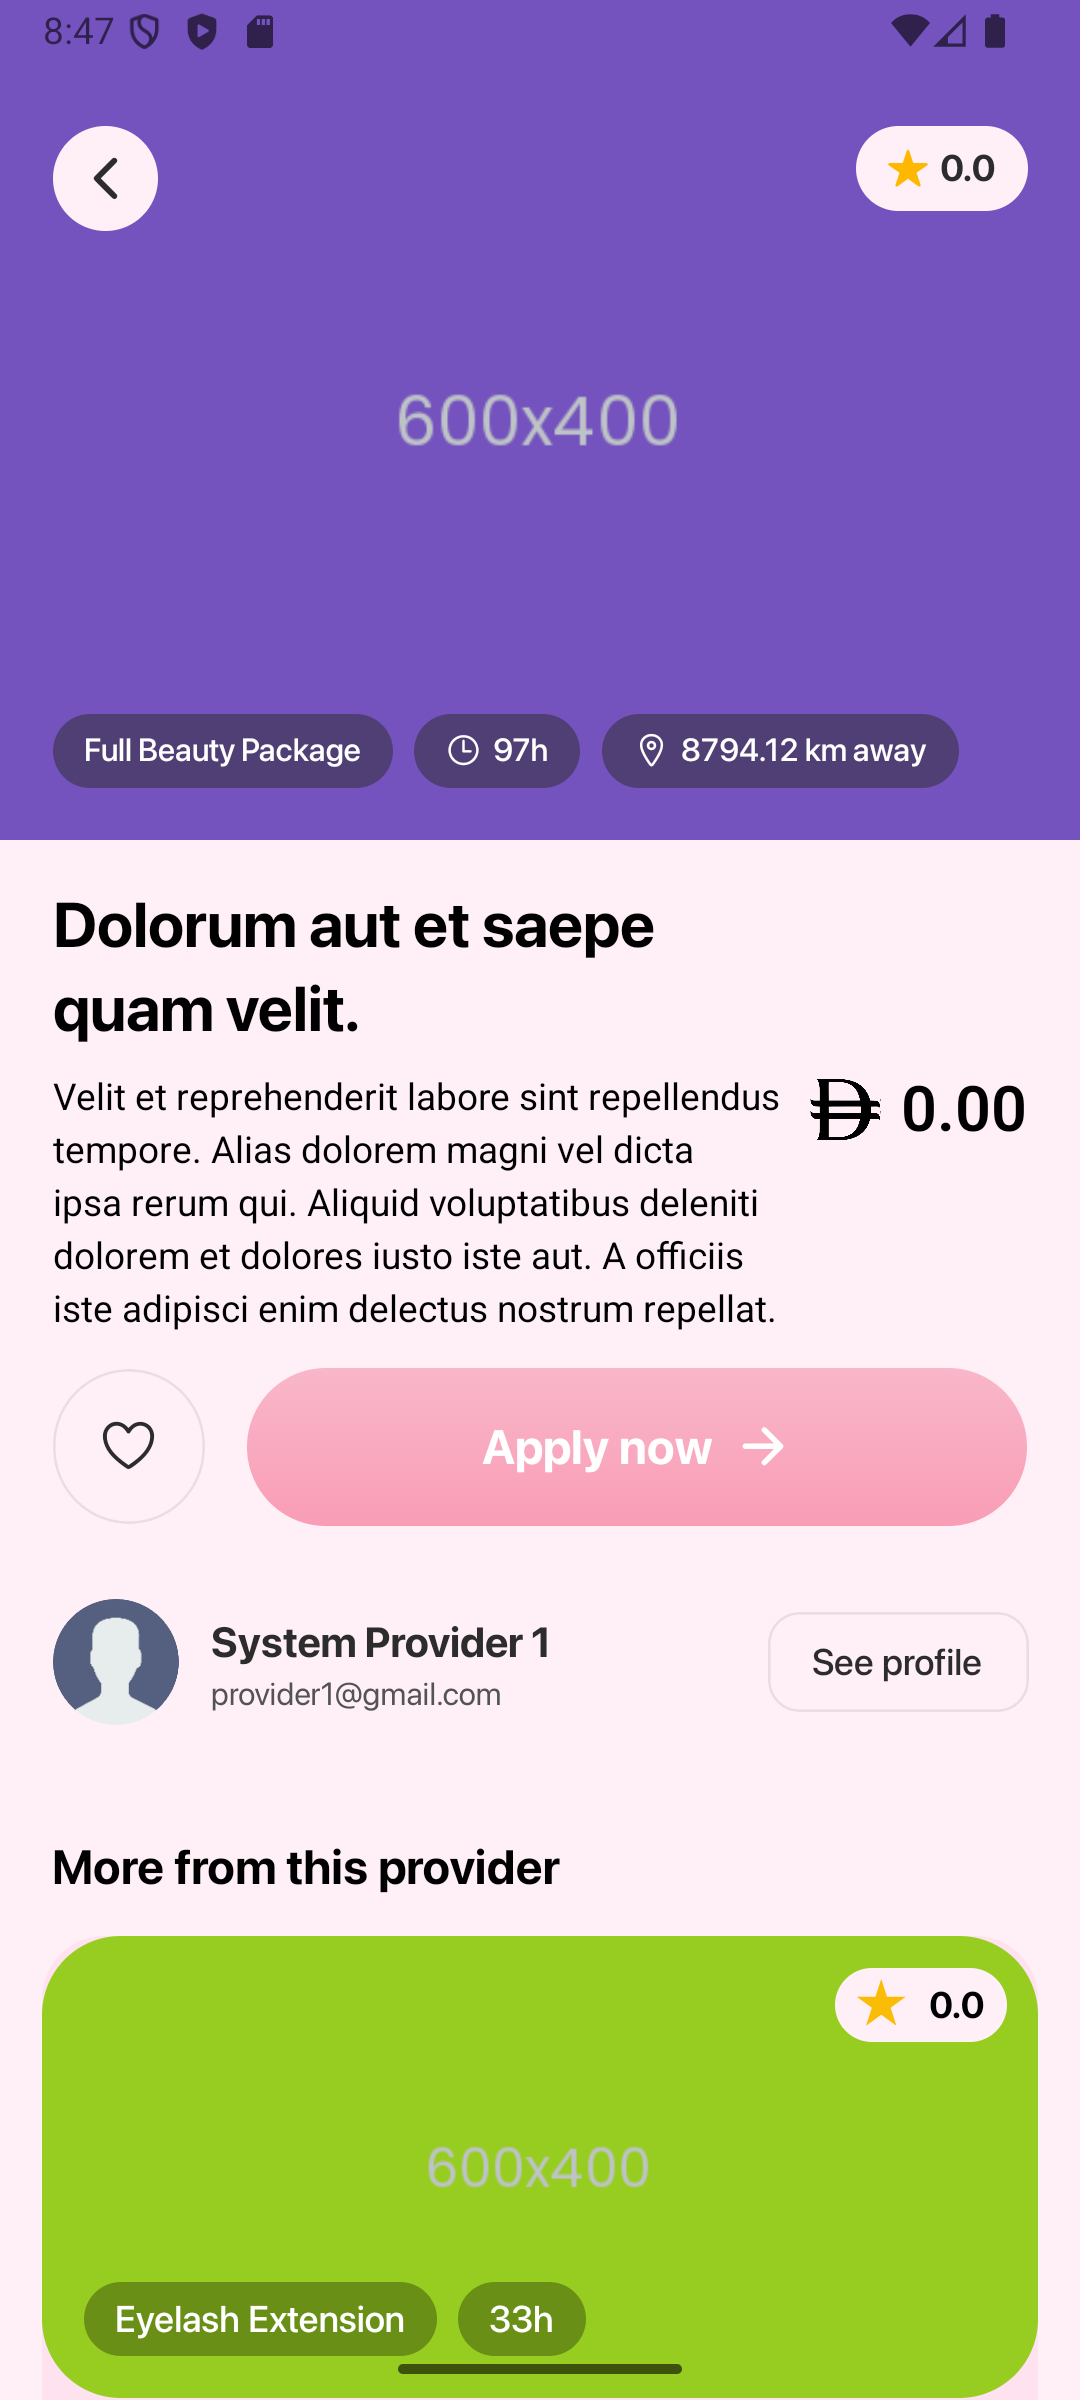 8:47
0.0
600x400
Full Beauty Package
97h
8794.12 km away
Dolorum aut et saepe
quam velit.
Velit et reprehenderit labore sint repellendus
tempore. Alias dolorem magni vel dicta
ipsa rerum qui. Aliquid voluptatibus deleniti
dolorem et dolores iusto iste aut. A officiis
iste adipisci enim delectus nostrum repellat.
0.00
Apply now
System Provider 1
provider1@gmail.com
See profile
More from this provider
0.0
600x400
Eyelash Extension
33h